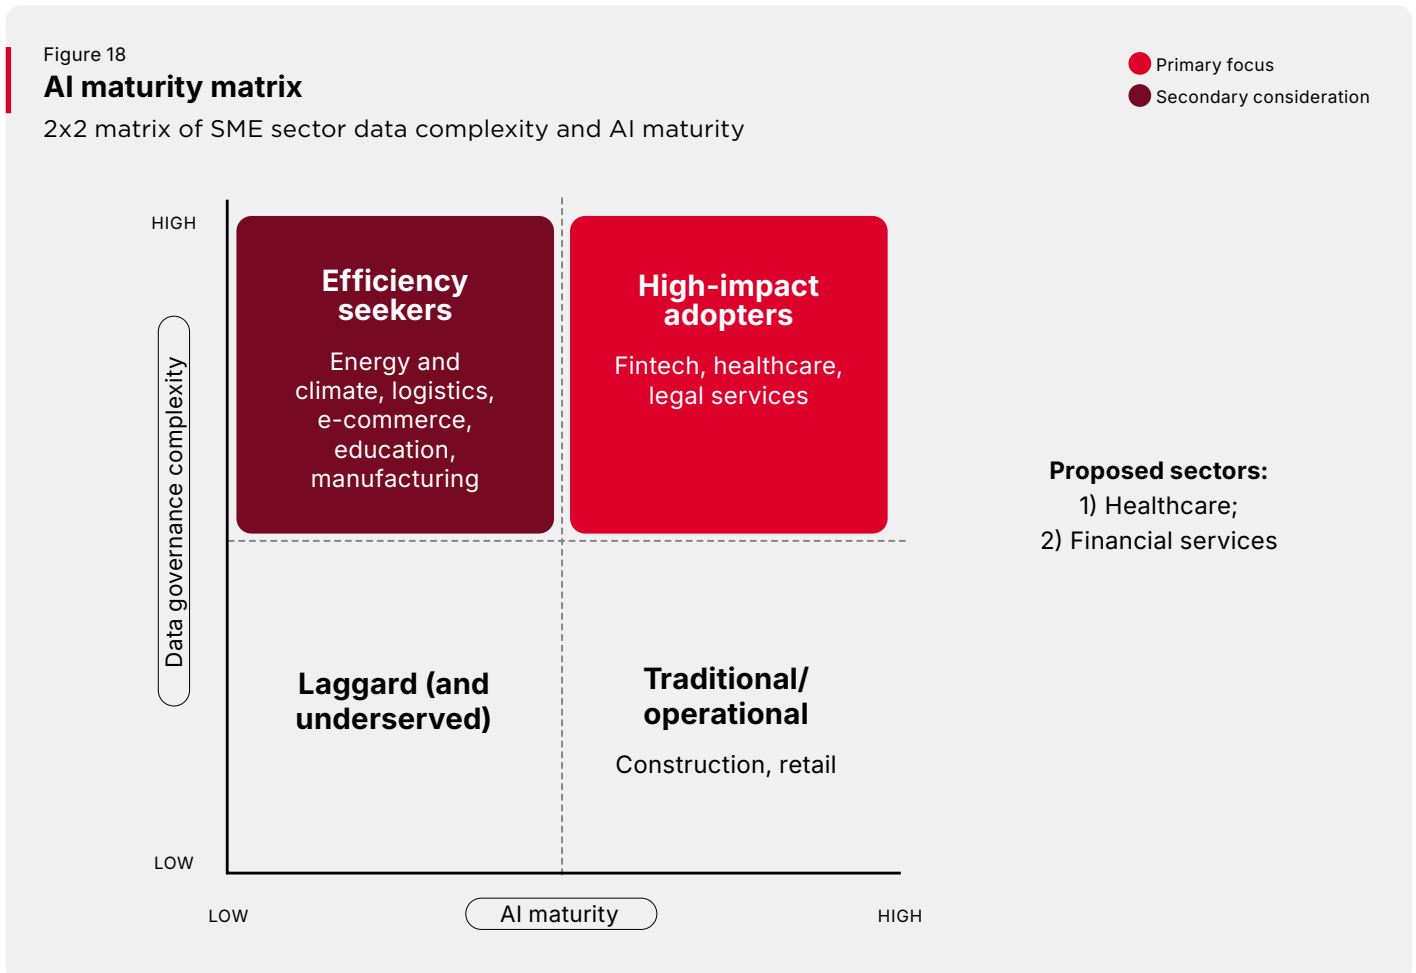 Figure 18
AI maturity matrix
2x2 matrix of SME sector data complexity and AI maturity
Primary focus
Secondary consideration
HIGH
Data governance complexity
LOW
Efficiency
seekers
Energy and
climate, logistics,
e-commerce,
education,
manufacturing
High-impact
adopters
Fintech, healthcare,
legal services
Laggard (and
underserved)
Traditional/
operational
Construction, retail
Proposed sectors:
1) Healthcare;
2) Financial services
LOW
AI maturity
HIGH